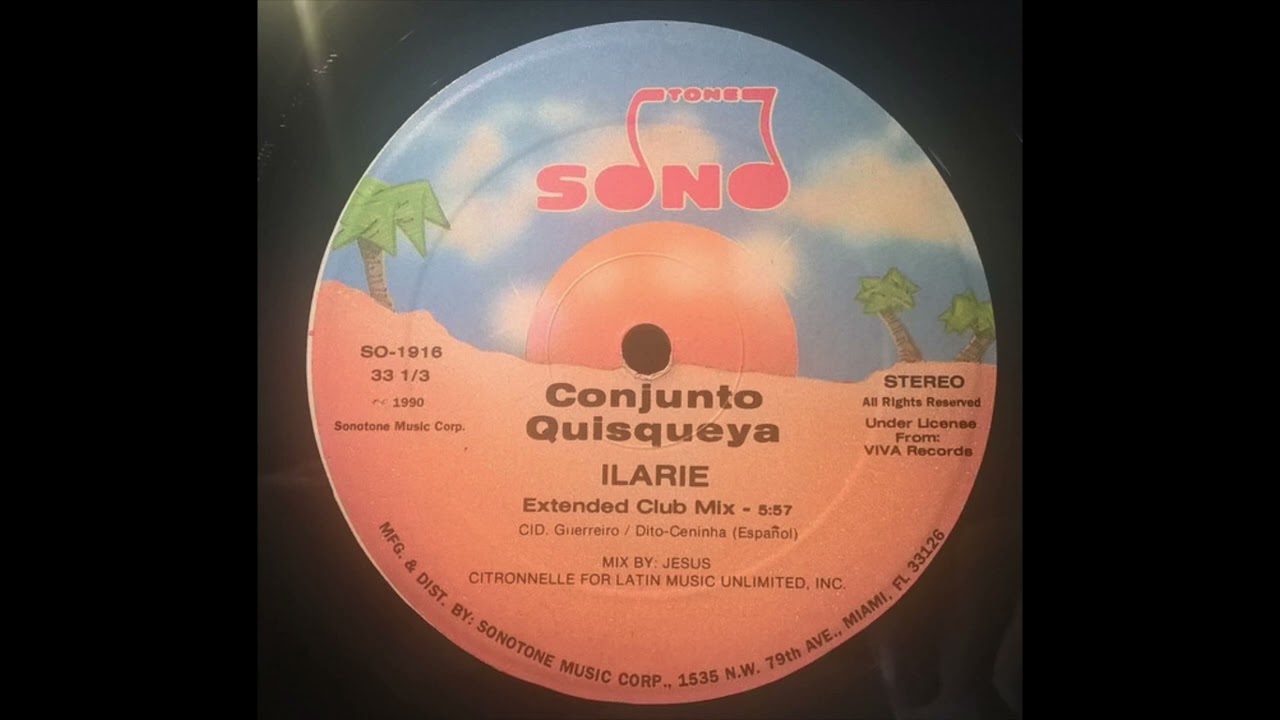 TONE
SONO
SO-1916
33 1/3
1990
Sonotone Music Corp.
STEREO
All Rights Reserved
Under License
From:
VIVA Records
Conjunto
Quisqueya
ILARIE
Extended Club Mix - 5:57
CID. Guerreiro / Dito-Ceninha (Español)
MIX BY: JESUS
CITRONNELLE FOR LATIN MUSIC UNLIMITED, INC.
MFG. & DIST. BY: SONOTONE MUSIC CORP., 1535 N.W. 79th AVE., MIAMI, FL 33126